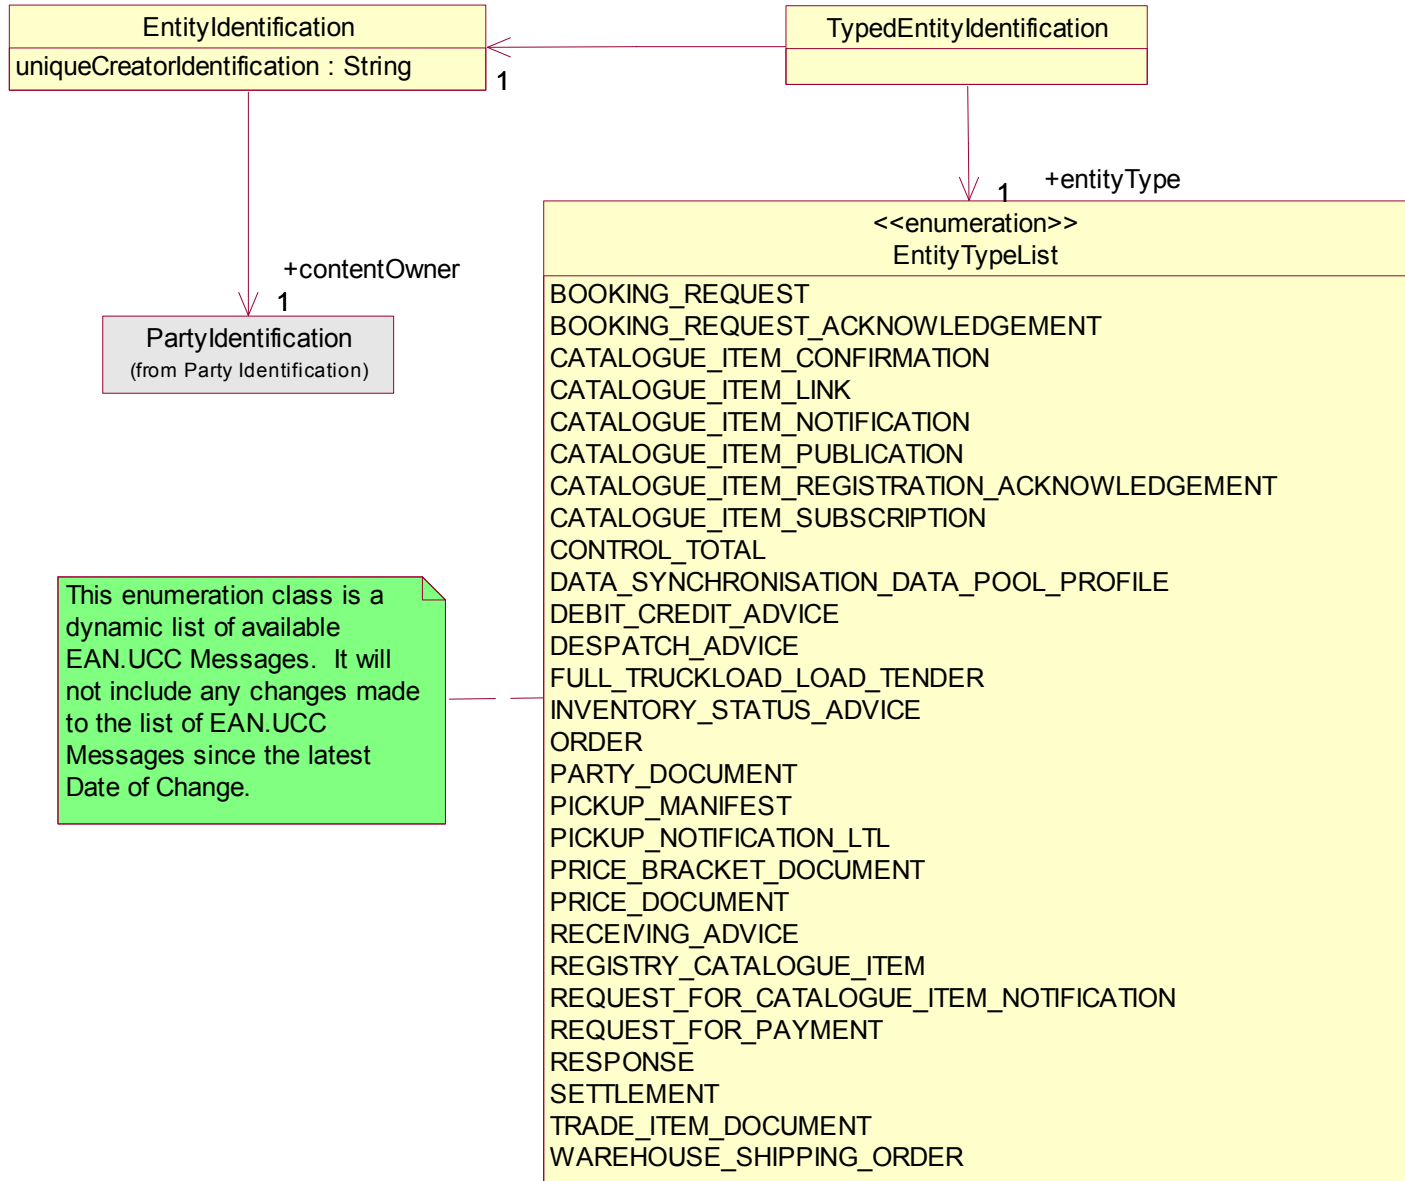 EntityIdentification
uniqueCreatorIdentification : String
1
TypedEntityIdentification
+entityType
1
+contentOwner
1
PartyIdentification
(from Party Identification)
<<enumeration>>
EntityTypeList
BOOKING_REQUEST
BOOKING_REQUEST_ACKNOWLEDGEMENT
CATALOGUE_ITEM_CONFIRMATION
CATALOGUE_ITEM_LINK
CATALOGUE_ITEM_NOTIFICATION
CATALOGUE_ITEM_PUBLICATION
CATALOGUE_ITEM_REGISTRATION_ACKNOWLEDGEMENT
CATALOGUE_ITEM_SUBSCRIPTION
CONTROL_TOTAL
DATA_SYNCHRONISATION_DATA_POOL_PROFILE
DEBIT_CREDIT_ADVICE
DESPATCH_ADVICE
FULL_TRUCKLOAD_LOAD_TENDER
INVENTORY_STATUS_ADVICE
ORDER
PARTY_DOCUMENT
PICKUP_MANIFEST
PICKUP_NOTIFICATION_LTL
PRICE_BRACKET_DOCUMENT
PRICE_DOCUMENT
RECEIVING_ADVICE
REGISTRY_CATALOGUE_ITEM
REQUEST_FOR_CATALOGUE_ITEM_NOTIFICATION
REQUEST_FOR_PAYMENT
RESPONSE
SETTLEMENT
TRADE_ITEM_DOCUMENT
WAREHOUSE_SHIPPING_ORDER
This enumeration class is a
dynamic list of available
EAN.UCC Messages.  It will
not include any changes made
to the list of EAN.UCC
Messages since the latest
Date of Change.